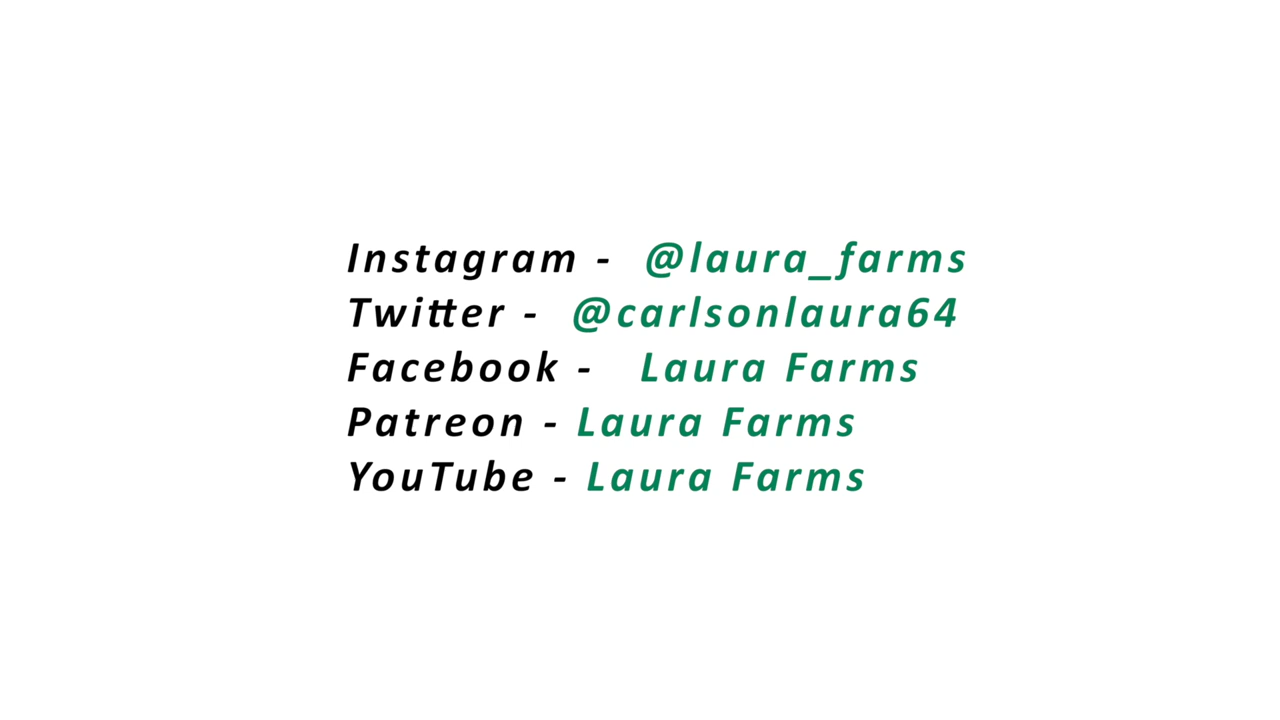 Instagram - @laura_farms
Twitter - @carlsonlaura64
Facebook - Laura Farms
Patreon - Laura Farms
YouTube - Laura Farms